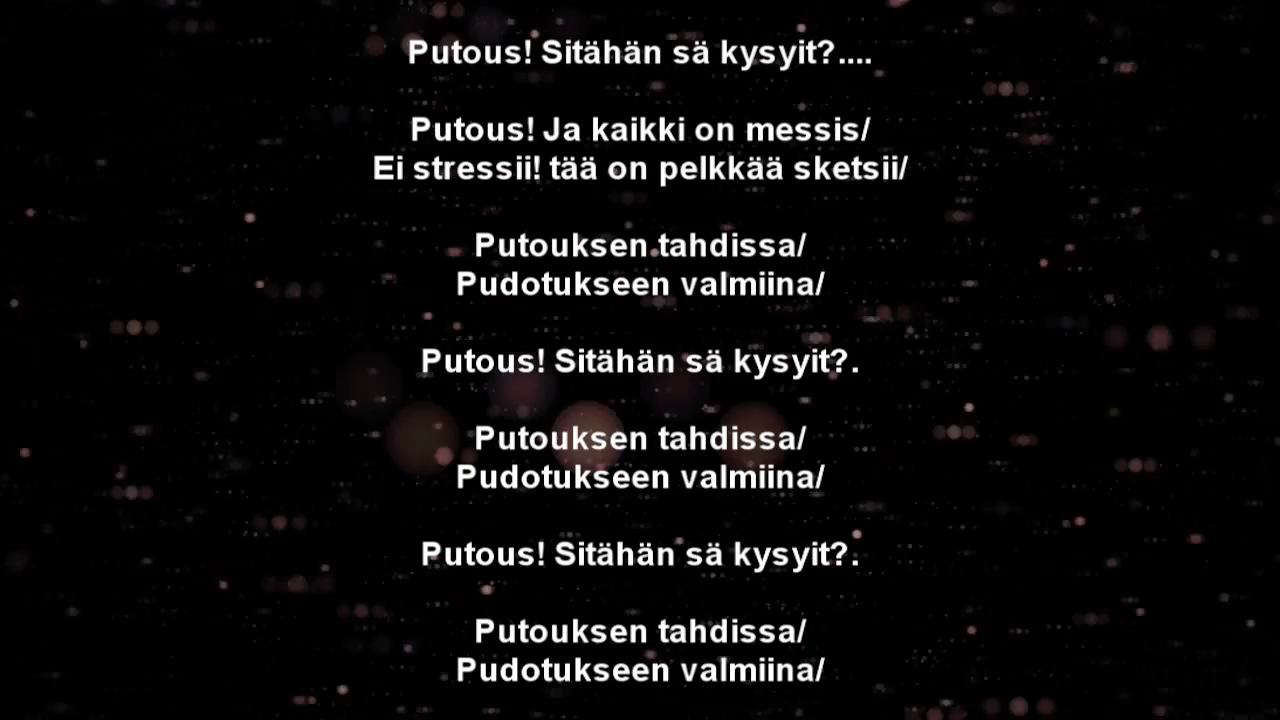 Putous! Sitähän sä kysyit?....
Putous! Ja kaikki on messis/
Ei stressii! tää on pelkkää sketsii/
Putouksen tahdissa/
Pudotukseen valmiina/
Putous! Sitähän sä kysyit?.
Putouksen tahdissa/
Pudotukseen valmiina/
Putous! Sitähän sä kysyit?.
Putouksen tahdissa/
Pudotukseen valmiina/